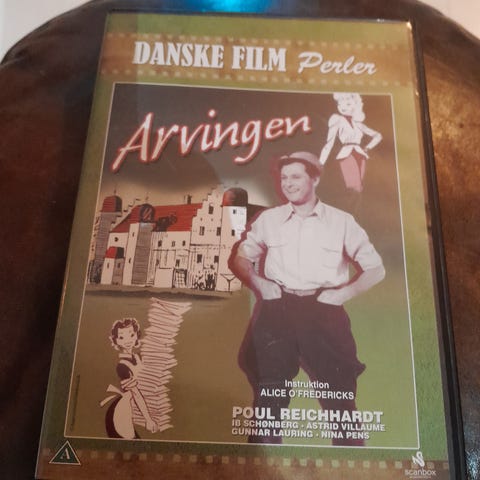 DANSKE FILM Perler
Arvingen
Instruktion
ALICE O'FREDERICKS
POUL REICHHARDT
IB SCHØNBERG · ASTRID VILLAUME
GUNNAR LAURING · NINA PENS
A
scanbox